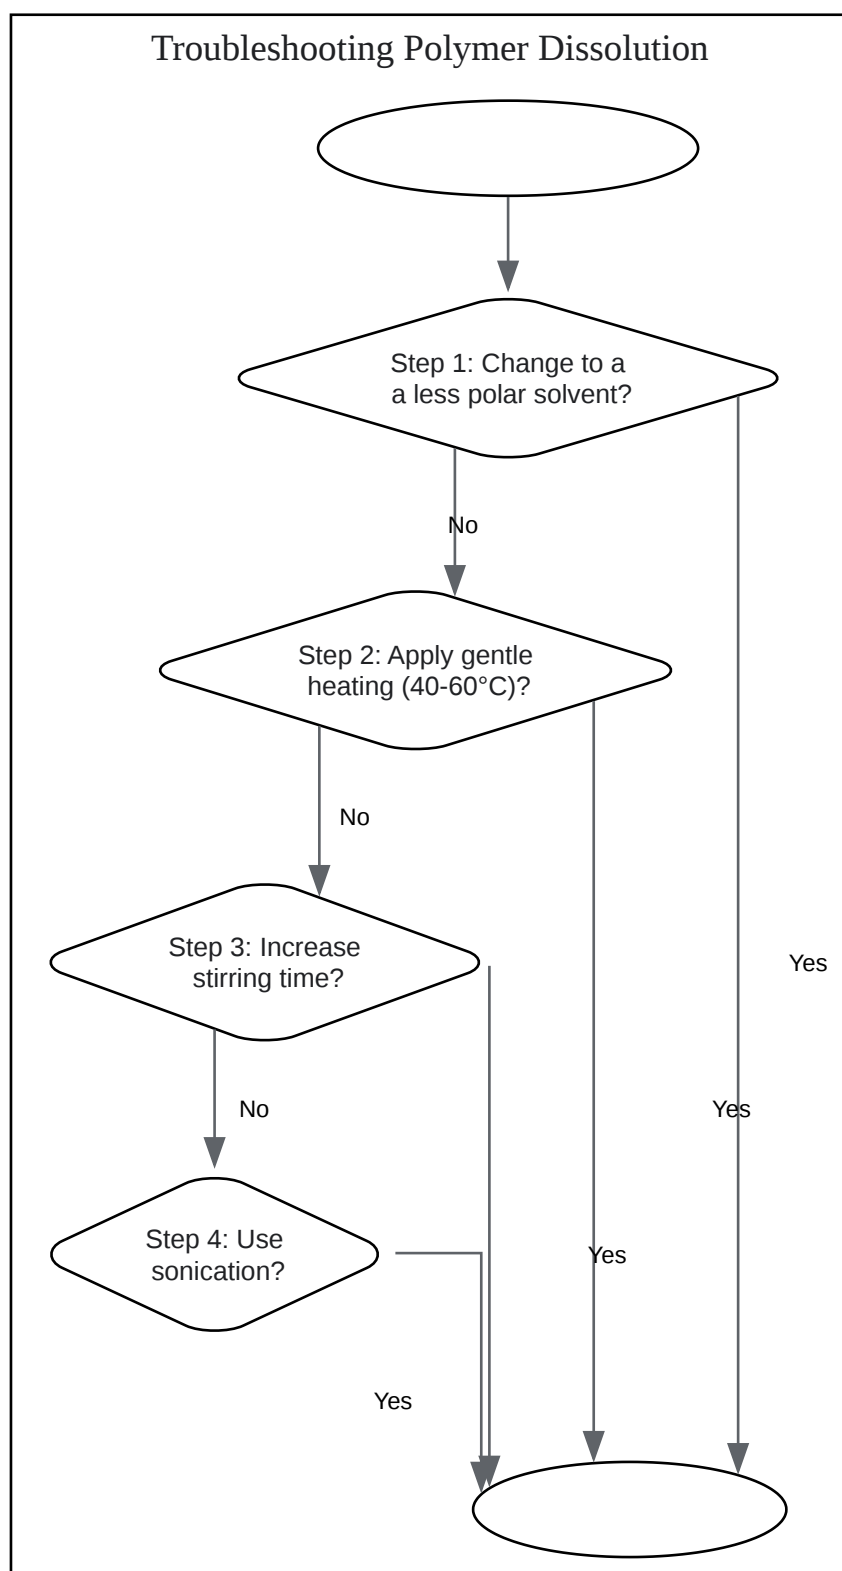 Troubleshooting Polymer Dissolution
Step 1: Change to a
a less polar solvent?
No
Step 2: Apply gentle
heating (40-60°C)?
No
Step 3: Increase
stirring time?
Yes
No
Yes
Step 4: Use
sonication?
Yes
Yes